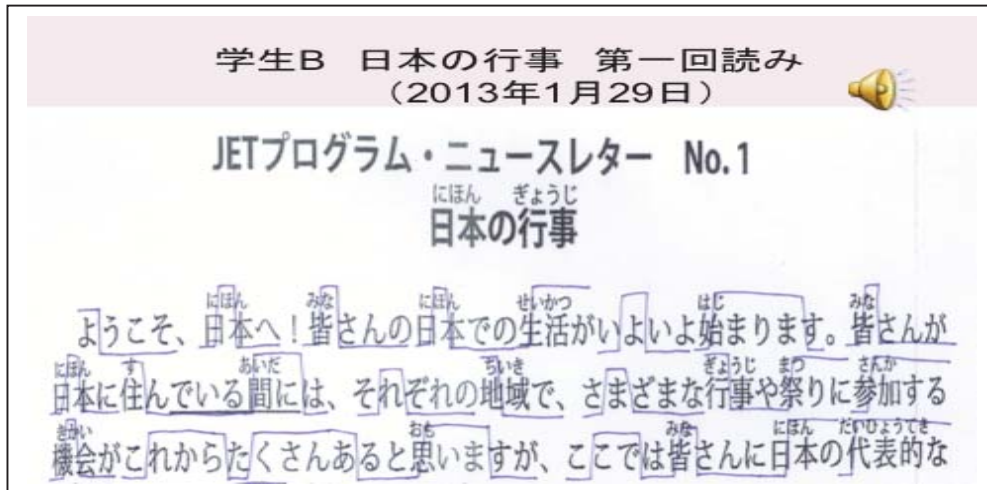 学生B 日本の行事 第一回読み
（2013年1月29日）
JETプログラム・ニュースレター No.1
にほん ぎょうじ
日本の行事
にほん みな にほん せいかつ はじ みな
ようこそ、日本へ！皆さんの日本での生活がいよいよ始まります。皆さんが
にほん す あいだ ちいき ぎょうじ まつ さんか
日本に住んでいる間には、それぞれの地域で、さまざまな行事や祭りに参加する
きかい おも みな にほん だいひょうてき
機会がこれからたくさんあると思いますが、ここでは皆さんに日本の代表的な